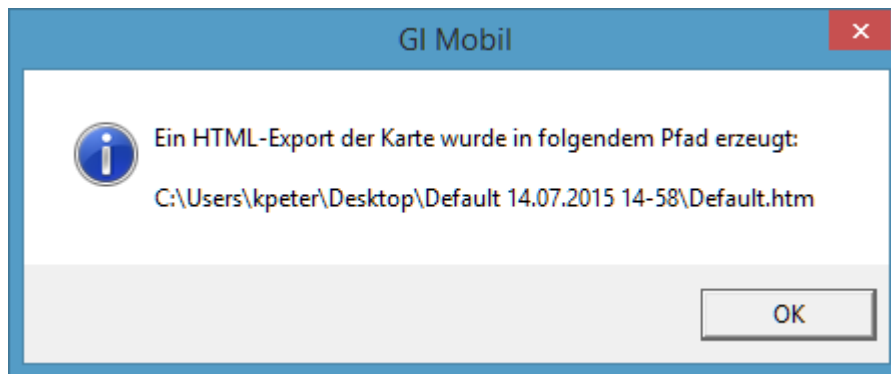 GI Mobil
Ein HTML-Export der Karte wurde in folgendem Pfad erzeugt:
C:\Users\kpeter\Desktop\Default 14.07.2015 14-58\Default.htm
OK